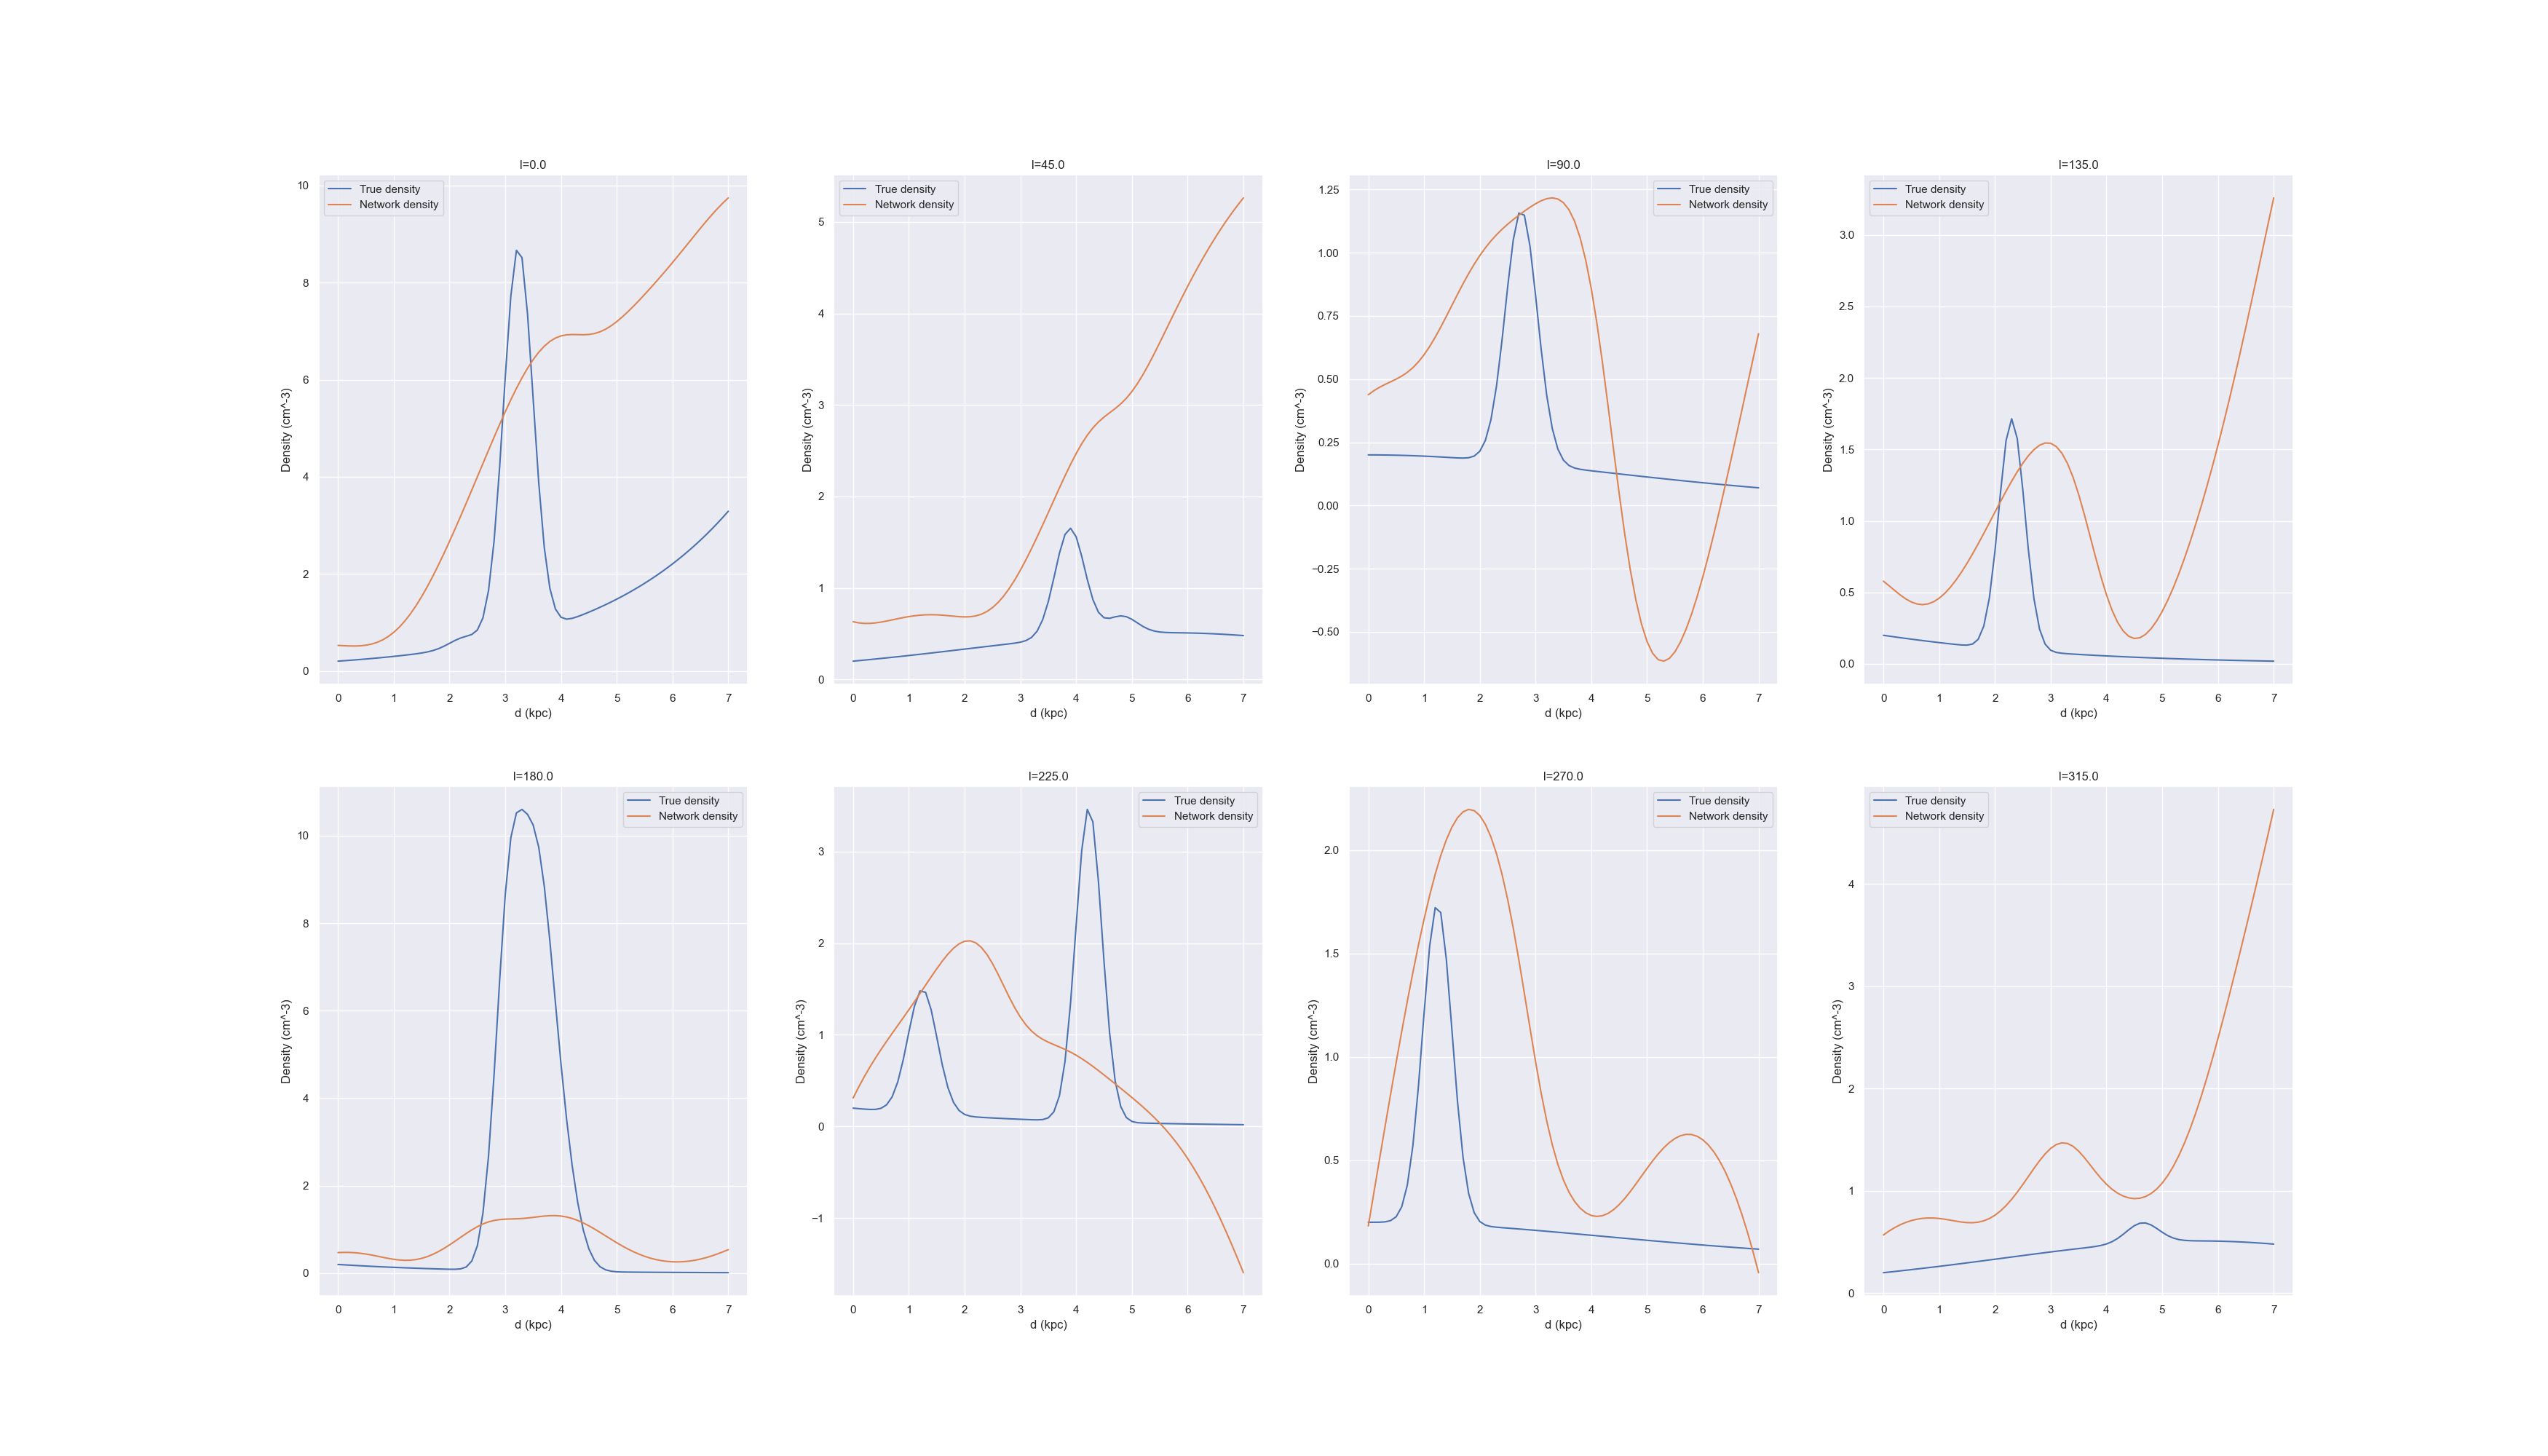 l=0.0
True density
Network density
10
8
6
4
2
0
Density (cm^-3)
0 1 2 3 4 5 6 7
d (kpc)
l=45.0
True density
Network density
5
4
3
2
1
0
Density (cm^-3)
0 1 2 3 4 5 6 7
d (kpc)
l=90.0
True density
Network density
1.25
1.00
0.75
0.50
0.25
0.00
−0.25
−0.50
Density (cm^-3)
0 1 2 3 4 5 6 7
d (kpc)
l=135.0
True density
Network density
3.0
2.5
2.0
1.5
1.0
0.5
0.0
Density (cm^-3)
0 1 2 3 4 5 6 7
d (kpc)
l=180.0
True density
Network density
10
8
6
4
2
0
Density (cm^-3)
0 1 2 3 4 5 6 7
d (kpc)
l=225.0
True density
Network density
3
2
1
0
−1
Density (cm^-3)
0 1 2 3 4 5 6 7
d (kpc)
l=270.0
True density
Network density
2.0
1.5
1.0
0.5
0.0
Density (cm^-3)
0 1 2 3 4 5 6 7
d (kpc)
l=315.0
True density
Network density
4
3
2
1
0
Density (cm^-3)
0 1 2 3 4 5 6 7
d (kpc)